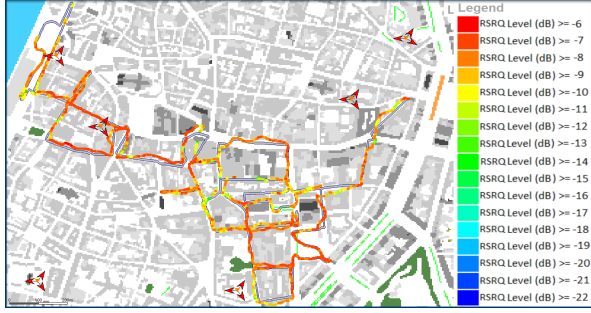 Legend
RSRQ Level (dB) >= -6
RSRQ Level (dB) >= -7
RSRQ Level (dB) >= -8
RSRQ Level (dB) >= -9
RSRQ Level (dB) >= -10
RSRQ Level (dB) >= -11
RSRQ Level (dB) >= -12
RSRQ Level (dB) >= -13
RSRQ Level (dB) >= -14
RSRQ Level (dB) >= -15
RSRQ Level (dB) >= -16
RSRQ Level (dB) >= -17
RSRQ Level (dB) >= -18
RSRQ Level (dB) >= -19
RSRQ Level (dB) >= -20
RSRQ Level (dB) >= -21
RSRQ Level (dB) >= -22